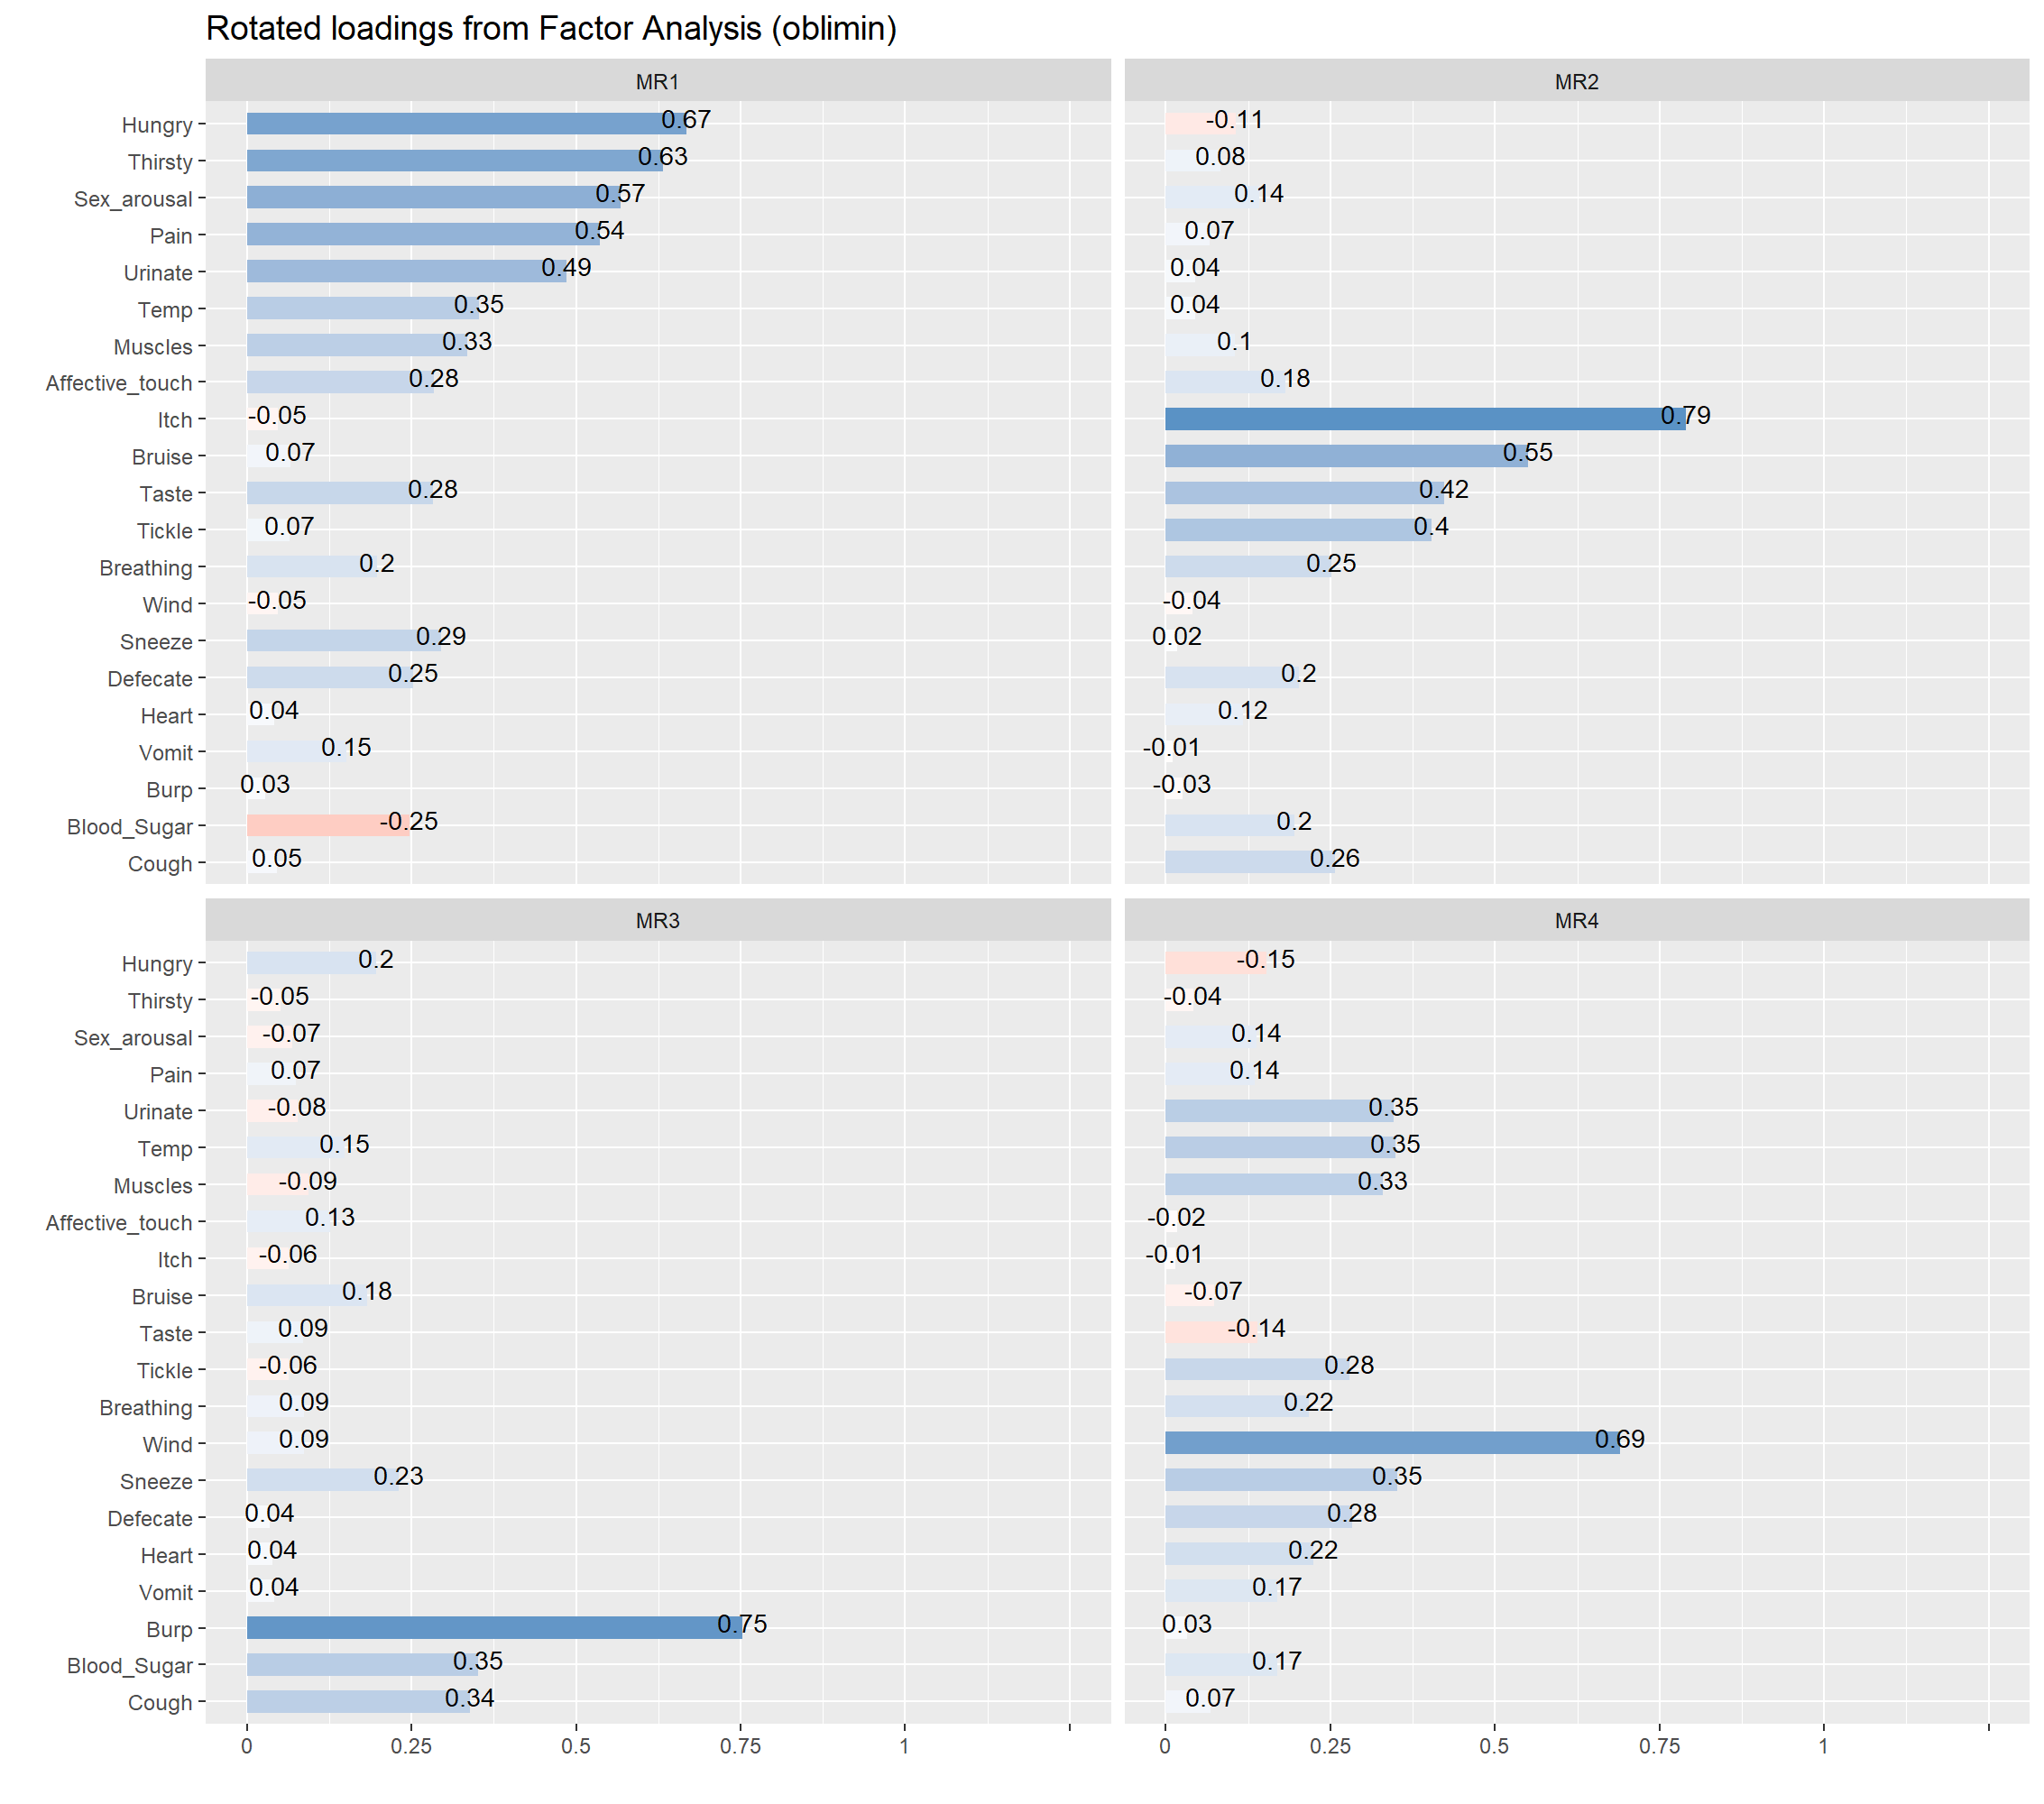 Rotated loadings from Factor Analysis (oblimin)
MR1 MR2
Hungry 0.67 -0.11
Thirsty 0.63 0.08
Sex_arousal 0.57 0.14
Pain 0.54 0.07
Urinate 0.49 0.04
Temp 0.35 0.04
Muscles 0.33 0.1
Affective_touch 0.28 0.18
Itch -0.05 0.79
Bruise 0.07 0.55
Taste 0.28 0.42
Tickle 0.07 0.4
Breathing 0.2 0.25
Wind -0.05 -0.04
Sneeze 0.29 0.02
Defecate 0.25 0.2
Heart 0.04 0.12
Vomit 0.15 -0.01
Burp 0.03 -0.03
Blood_Sugar -0.25 0.2
Cough 0.05 0.26
MR3 MR4
Hungry 0.2 -0.15
Thirsty -0.05 -0.04
Sex_arousal -0.07 0.14
Pain 0.07 0.14
Urinate -0.08 0.35
Temp 0.15 0.35
Muscles -0.09 0.33
Affective_touch 0.13 -0.02
Itch -0.06 -0.01
Bruise 0.18 -0.07
Taste 0.09 -0.14
Tickle -0.06 0.28
Breathing 0.09 0.22
Wind 0.09 0.69
Sneeze 0.23 0.35
Defecate 0.04 0.28
Heart 0.04 0.22
Vomit 0.04 0.17
Burp 0.75 0.03
Blood_Sugar 0.35 0.17
Cough 0.34 0.07
0 0.25 0.5 0.75 1 0 0.25 0.5 0.75 1